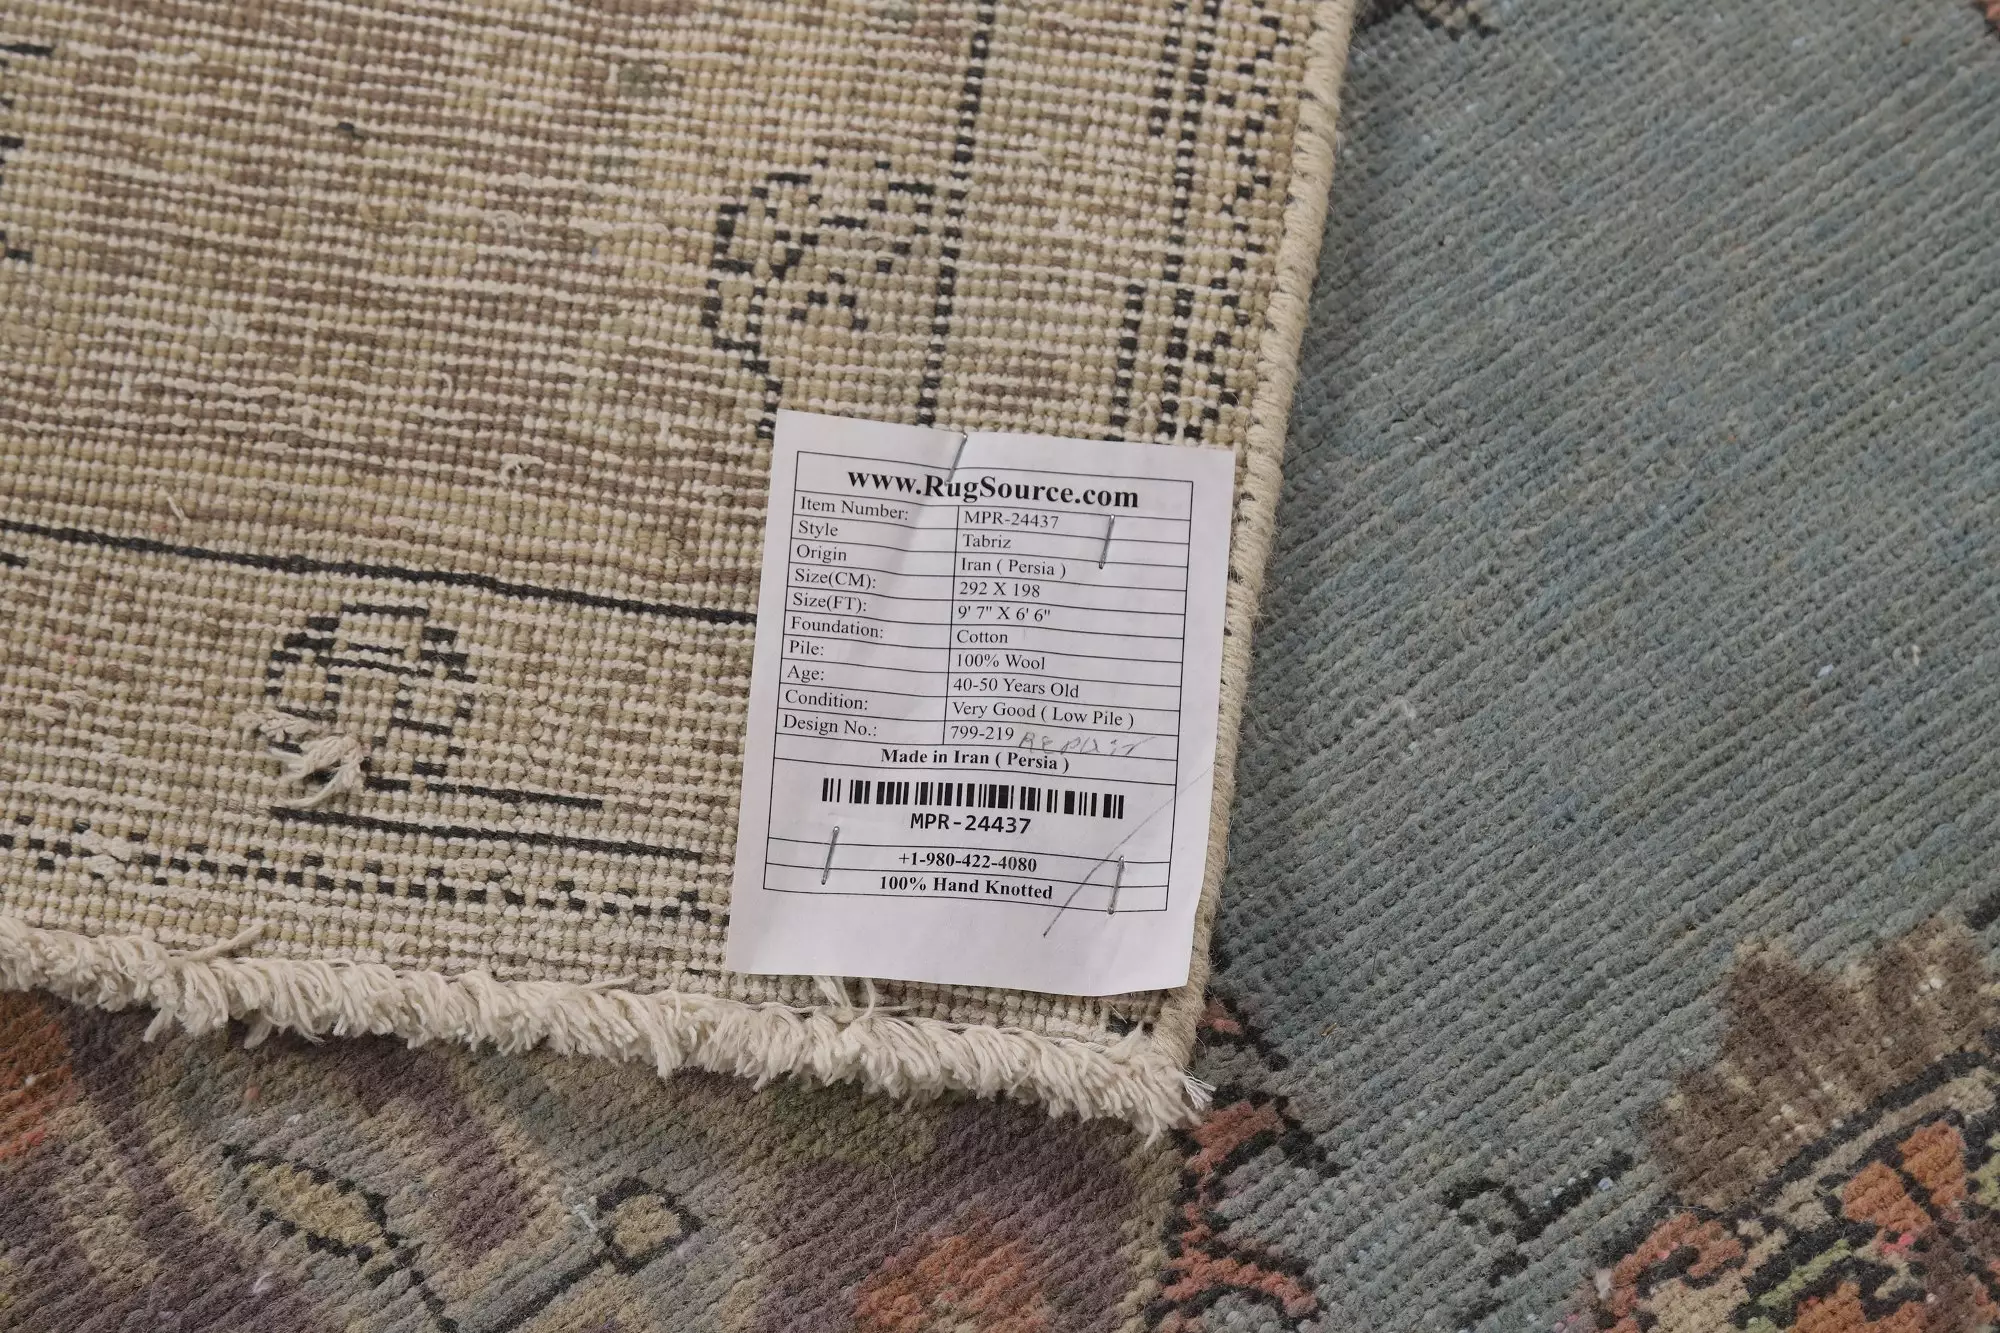 www.RugSource.com
Item Number: MPR-24437
Style Tabriz
Origin Iran ( Persia )
Size(CM): 292 X 198
Size(FT): 9' 7" X 6' 6"
Foundation: Cotton
Pile: 100% Wool
Age: 40-50 Years Old
Condition: Very Good ( Low Pile )
Design No.: 799-219
Made in Iran ( Persia )
MPR-24437
+1-980-422-4080
100% Hand Knotted